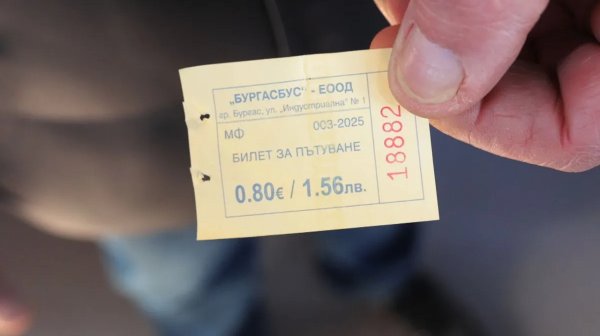 „БУРГАСБУС" - ЕООД
гр. Бургас, ул. „Индустриална" № 1
МФ 003-2025
БИЛЕТ ЗА ПЪТУВАНЕ
0.80€ / 1.56лв.
18882